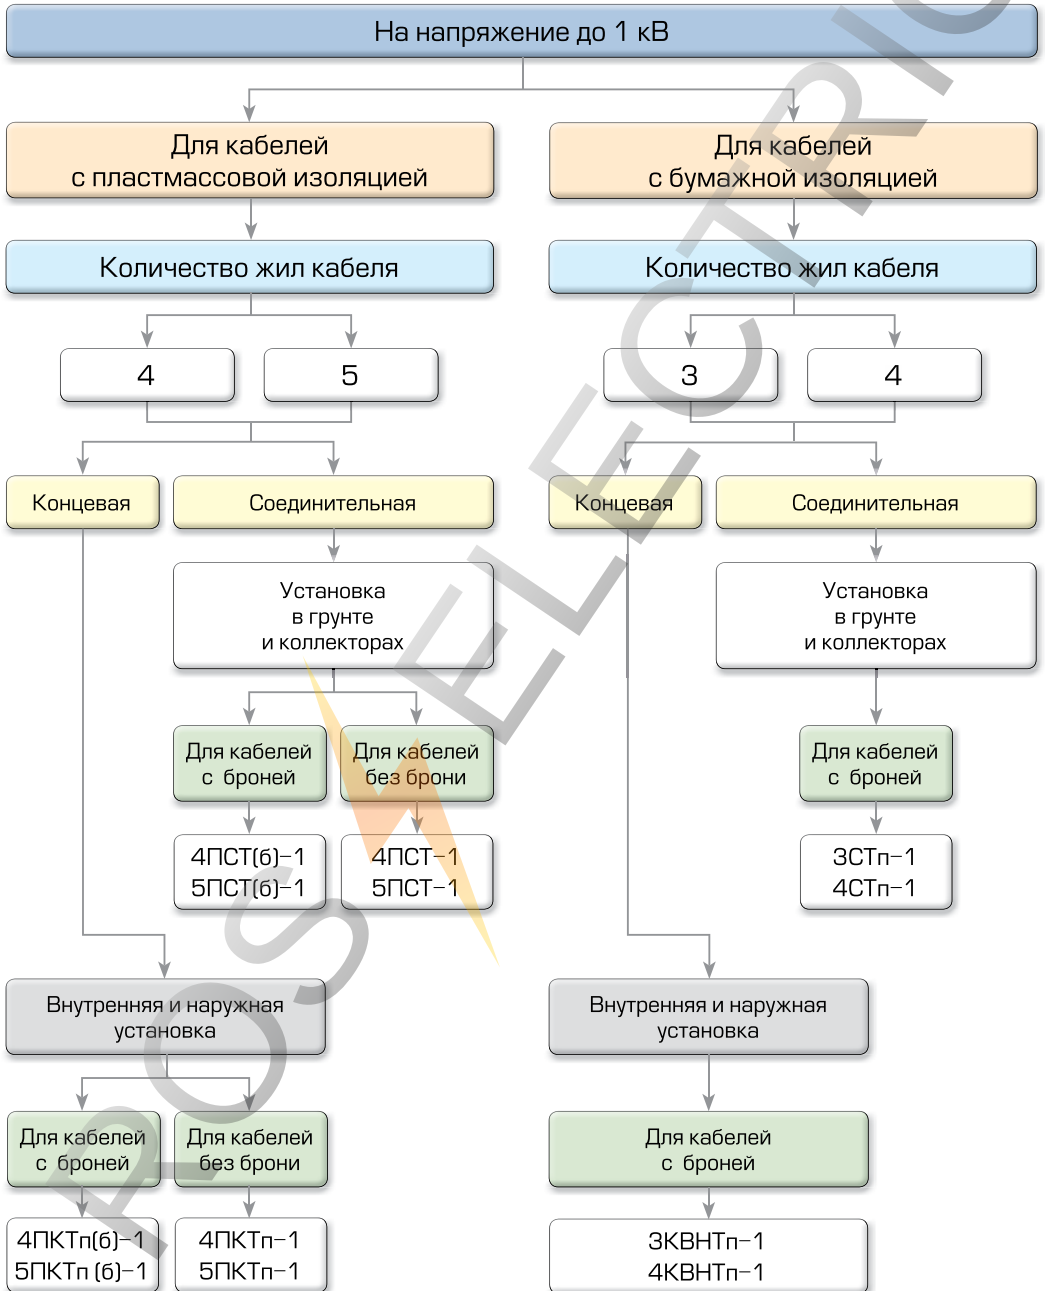 На напряжение до 1 кВ
Для кабелей
с пластмассовой изоляцией
Для кабелей
с бумажной изоляцией
Количество жил кабеля
Количество жил кабеля
4
5
3
4
Концевая
Соединительная
Концевая
Соединительная
Установка
в грунте
и коллекторах
Установка
в грунте
и коллекторах
Для кабелей
с броней
Для кабелей
без брони
Для кабелей
с броней
4ПСТ(б)-1
5ПСТ(б)-1
4ПСТ-1
5ПСТ-1
3СТп-1
4СТп-1
Внутренняя и наружная
установка
Внутренняя и наружная
установка
Для кабелей
с броней
Для кабелей
без брони
Для кабелей
с броней
4ПКТп(б)-1
5ПКТп (б)-1
4ПКТп-1
5ПКТп-1
3КВНТп-1
4КВНТп-1
ROS ELECTRIC